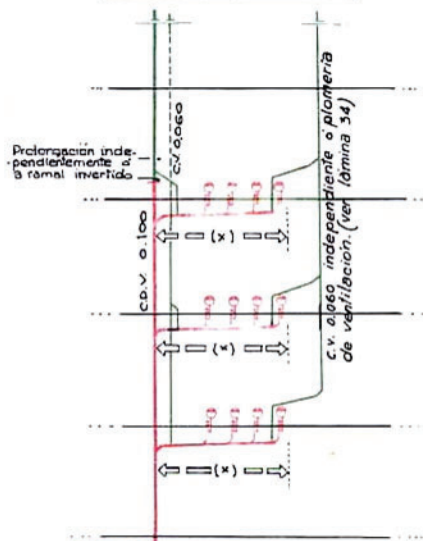 Prolongación inde-
pendientemente ó
a ramal invertido
c.v. 0,060
c.D.V. 0.100
(x)
(x)
(x)
c.v. 0.060 independiente ó plomería
de ventilación. (ver lámina 34)